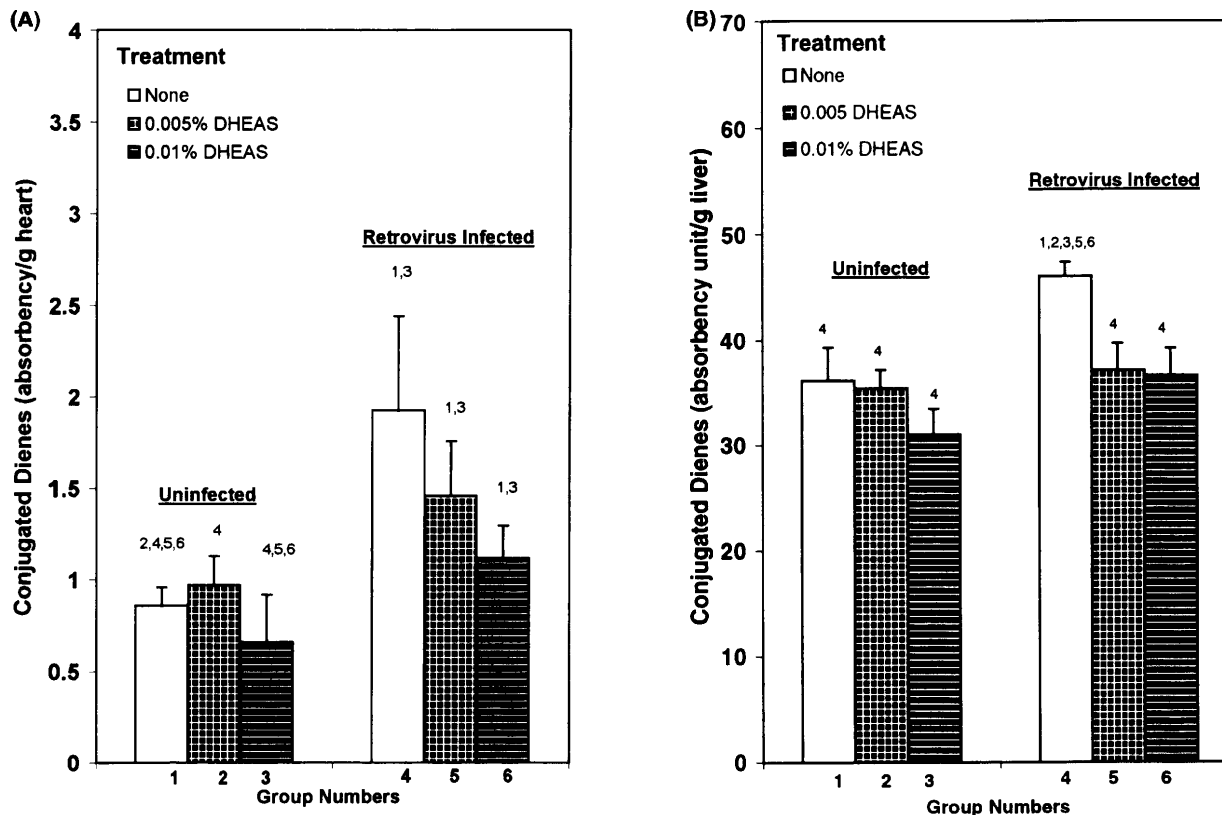 (A)
Conjugated Dienes (absorbency/g heart)
4
3.5
3
2.5
2
1.5
1
0.5
0
Treatment
None
0.005% DHEAS
0.01% DHEAS
Retrovirus Infected
1,3
1,3
1,3
Uninfected
2,4,5,6
4
4,5,6
1
2
3
4
5
6
Group Numbers
(B)
Conjugated Dienes (absorbency unit/g liver)
70
60
50
40
30
20
10
0
Treatment
None
0.005 DHEAS
0.01% DHEAS
Retrovirus Infected
1,2,3,5,6
4
4
Uninfected
4
4
4
1
2
3
4
5
6
Group Numbers